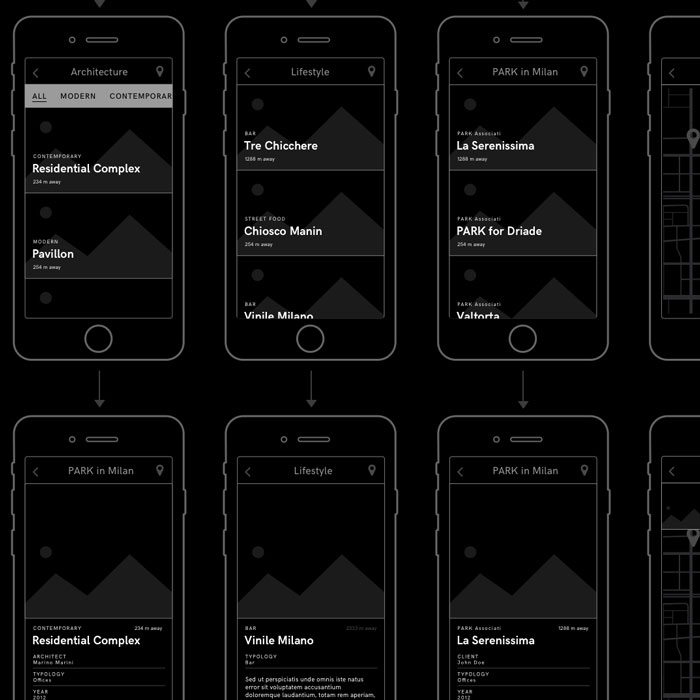 Architecture
ALL MODERN CONTEMPORAR
CONTEMPORARY
Residential Complex
234 m away
MODERN
Pavillon
254 m away
Lifestyle
BAR
Tre Chicchere
1288 m away
STREET FOOD
Chiosco Manin
254 m away
BAR
Vinile Milano
PARK in Milan
PARK Associati
La Serenissima
1288 m away
PARK Associati
PARK for Driade
254 m away
PARK Associati
Valtorta
PARK in Milan
CONTEMPORARY 234 m away
Residential Complex
ARCHITECT
Marino Marini
TYPOLOGY
Offices
YEAR
2012
Lifestyle
BAR
Vinile Milano
TYPOLOGY
Bar
Sed ut perspiciatis unde omnis iste natus
error sit voluptatem accusantium
doloremque laudantium, totam rem aperiam,
PARK in Milan
PARK Associati 1288 m away
La Serenissima
CLIENT
John Doe
TYPOLOGY
Offices
YEAR
2012